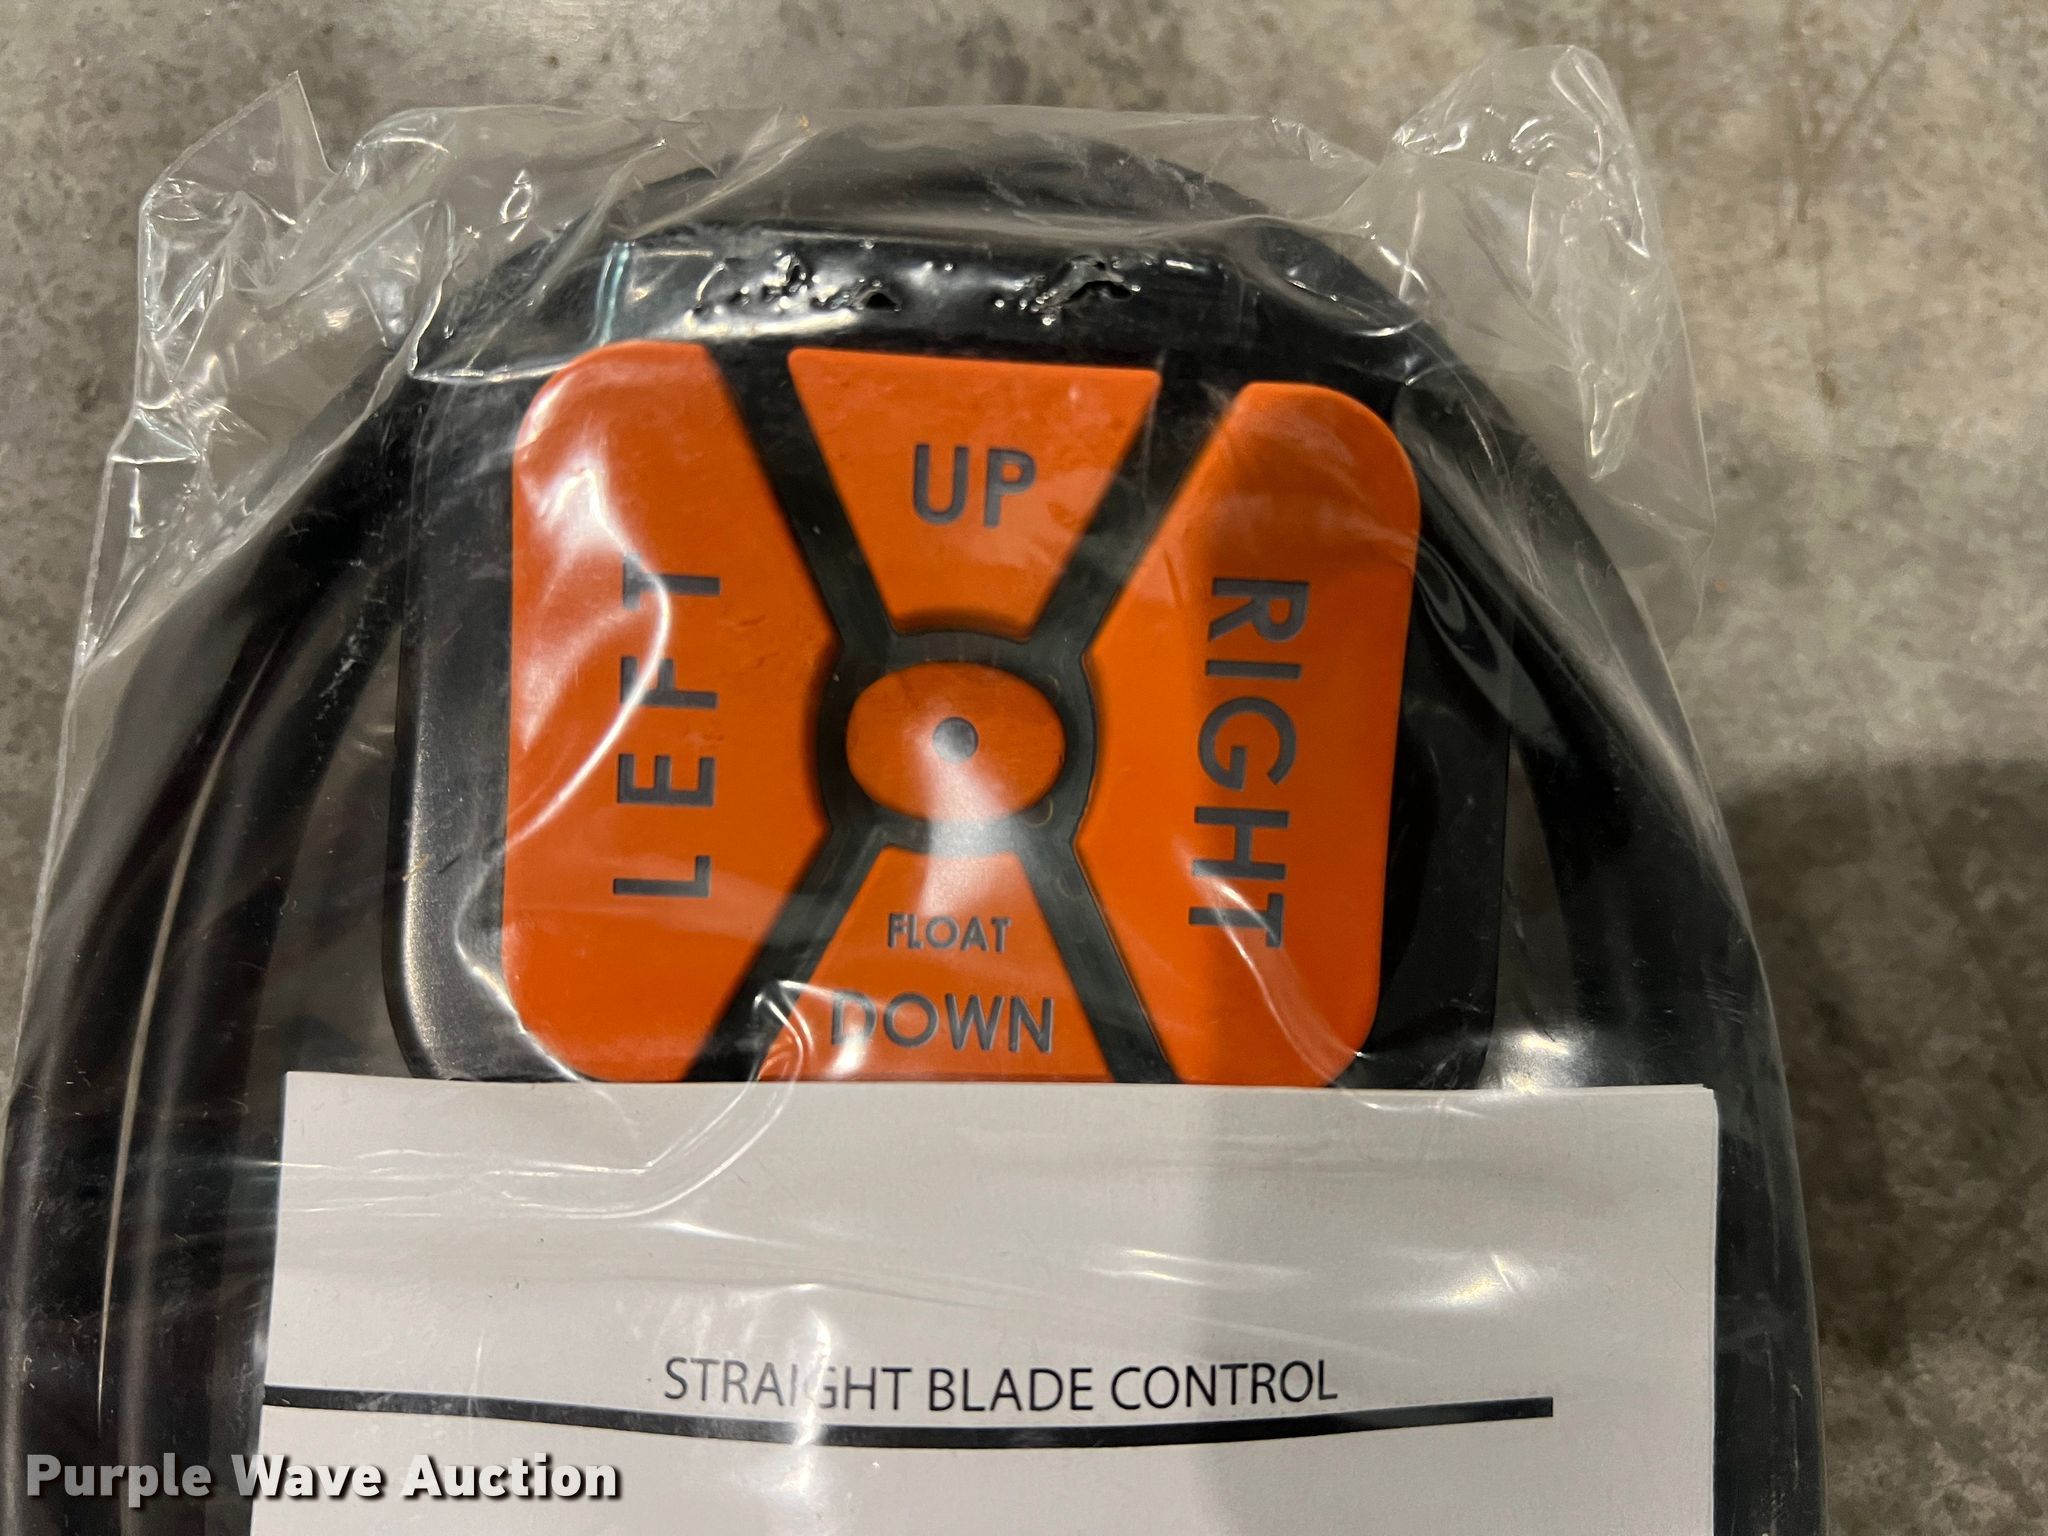 UP
LEFT
RIGHT
FLOAT
DOWN
STRAIGHT BLADE CONTROL
Purple Wave Auction